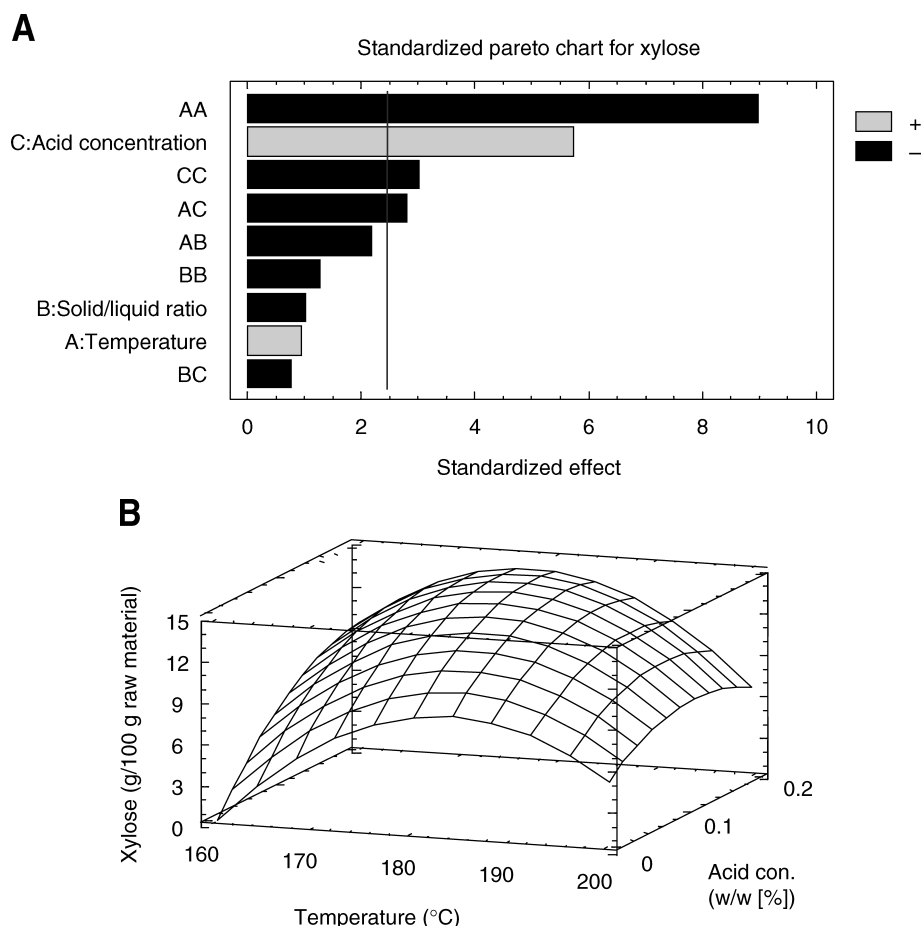 A
Standardized pareto chart for xylose
AA
C:Acid concentration
CC
AC
AB
BB
B:Solid/liquid ratio
A:Temperature
BC
+
–
0 2 4 6 8 10
Standardized effect
B
Xylose (g/100 g raw material)
15
12
9
6
3
0
160 170 180 190 200
Temperature (°C)
0 0.1 0.2
Acid con.
(w/w [%])